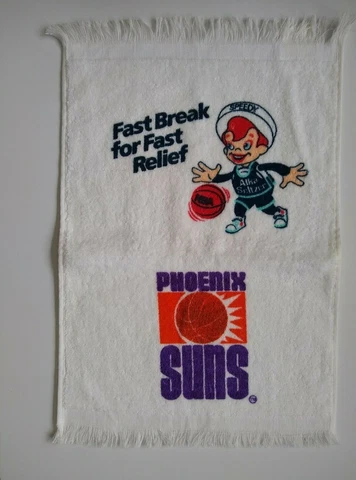 Fast Break
for Fast
Relief
SPEEDY
Alka
Seltzer
PHOENIX
SUNS